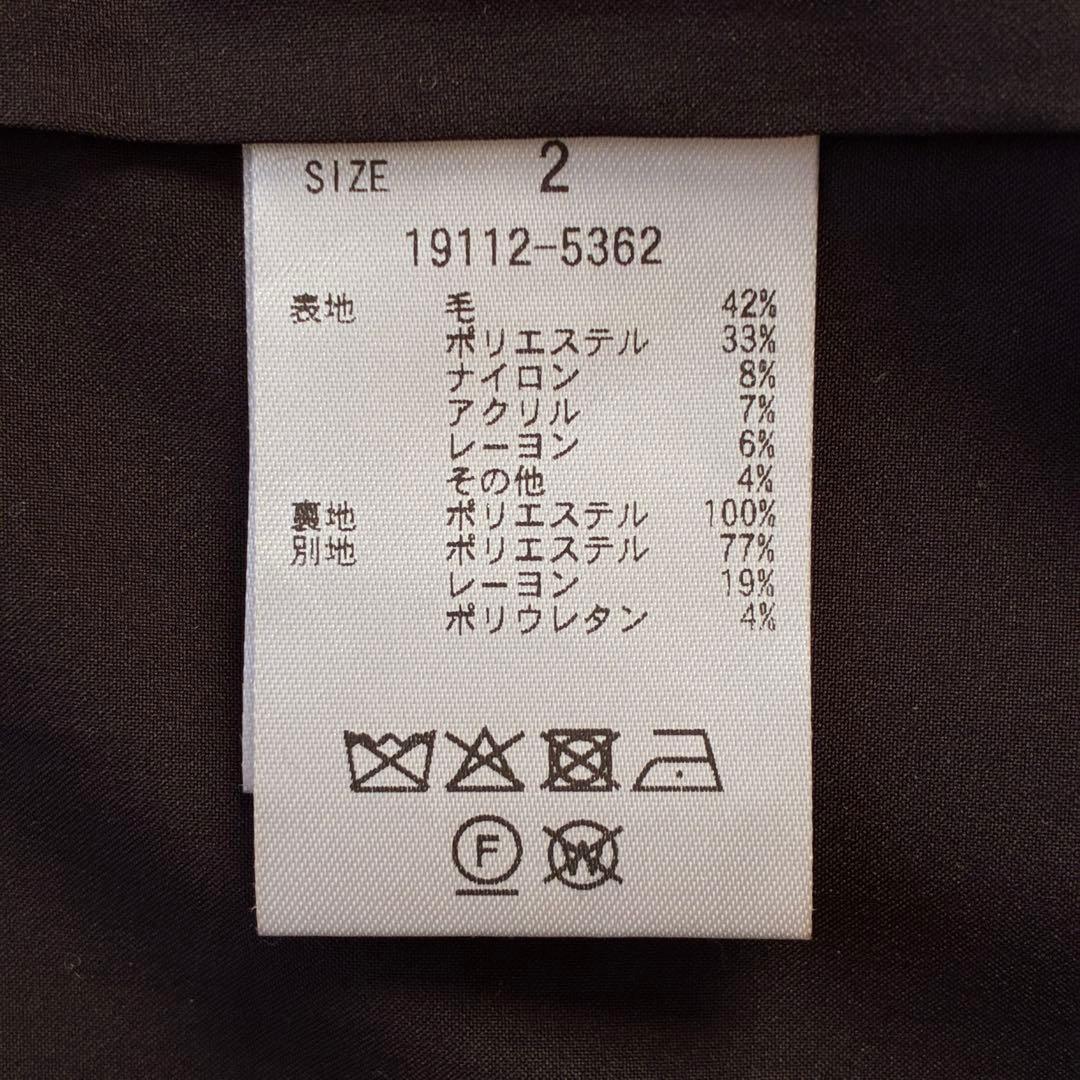 SIZE 2
19112-5362
表地 毛 42%
ポリエステル 33%
ナイロン 8%
アクリル 7%
レーヨン 6%
その他 4%
裏地 ポリエステル 100%
別地 ポリエステル 77%
レーヨン 19%
ポリウレタン 4%
F W